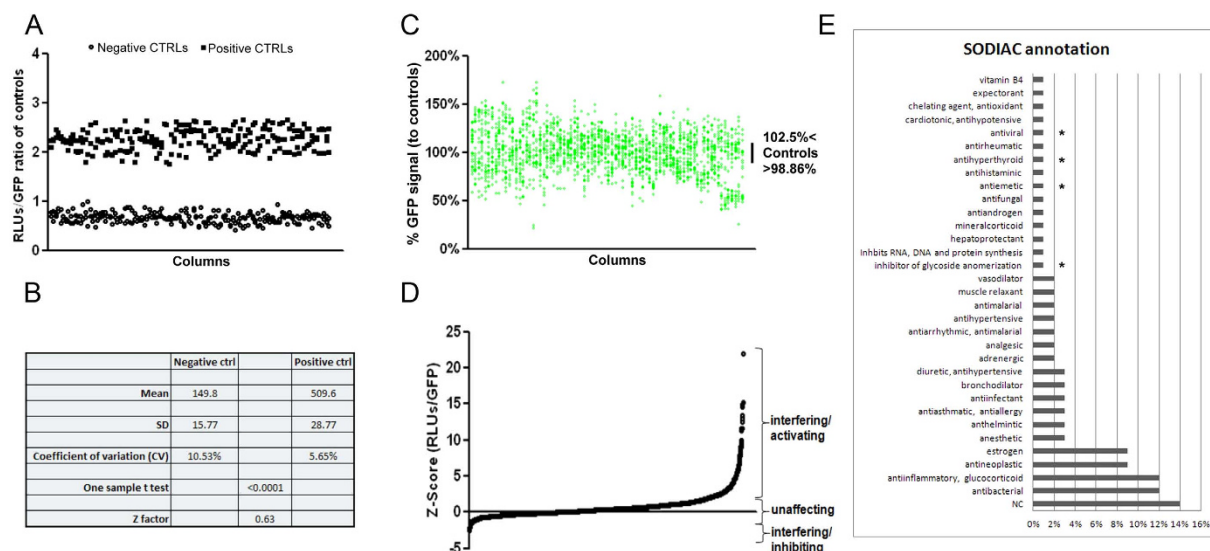 A
Negative CTRLs
Positive CTRLs
RLUs/GFP ratio of controls
4
3
2
1
0
Columns
B
Negative ctrl Positive ctrl
Mean 149.8 509.6
SD 15.77 28.77
Coefficient of variation (CV) 10.53% 5.65%
One sample t test <0.0001
Z factor 0.63
C
% GFP signal (to controls)
200%
150%
100%
50%
0%
Columns
102.5%<
Controls
>98.86%
D
Z-Score (RLUs/GFP)
25
20
15
10
5
0
-5
interfering/
activating
unaffecting
interfering/
inhibiting
E
SODIAC annotation
vitamin B4
expectorant
chelating agent, antioxidant
cardiotonic, antihypotensive
antiviral *
antirheumatic
antihyperthyroid *
antihistaminic
antiemetic *
antifungal
antiandrogen
mineralcorticoid
hepatoprotectant
Inhbits RNA, DNA and protein synthesis
inhibitor of glycoside anomerization *
vasodilator
muscle relaxant
antimalarial
antihypertensive
antiarrhythmic, antimalarial
analgesic
adrenergic
diuretic, antihypertensive
bronchodilator
antiinfectant
antiasthmatic, antiallergy
anthelmintic
anesthetic
estrogen
antineoplastic
antiinflammatory, glucocorticoid
antibacterial
NC
0% 2% 4% 6% 8% 10% 12% 14% 16%